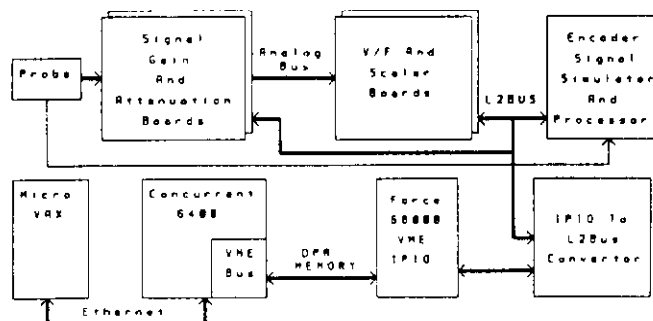 Probe
Signal
Gain
And
Attenuation
Boards
Analog
Bus
V/F And
Scaler
Boards
L2BUS
Encoder
Signal
Simulator
And
Processor
Micro
VAX
Concurrent
6400
VME
Bus
DPR
MEMORY
Force
68000
VME
IPIO
IPIO To
L2Bus
Convertor
Ethernet